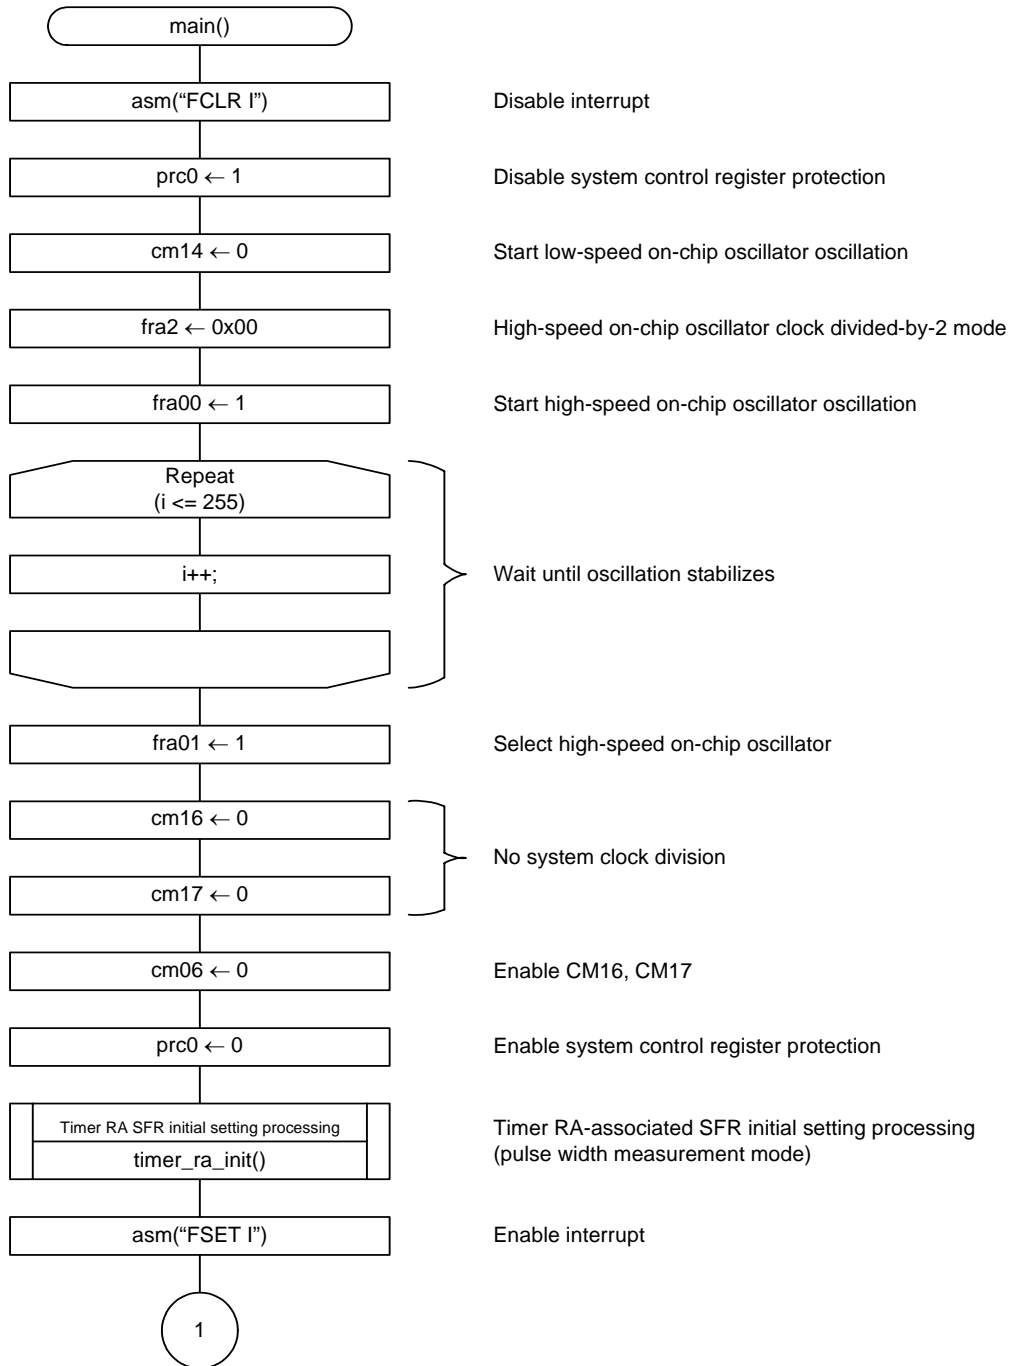 main()
asm(“FCLR I”)
Disable interrupt
prc0 ← 1
Disable system control register protection
cm14 ← 0
Start low-speed on-chip oscillator oscillation
fra2 ← 0x00
High-speed on-chip oscillator clock divided-by-2 mode
fra00 ← 1
Start high-speed on-chip oscillator oscillation
Repeat
(i <= 255)
i++;
Wait until oscillation stabilizes
fra01 ← 1
Select high-speed on-chip oscillator
cm16 ← 0
No system clock division
cm17 ← 0
cm06 ← 0
Enable CM16, CM17
prc0 ← 0
Enable system control register protection
Timer RA SFR initial setting processing
timer_ra_init()
Timer RA-associated SFR initial setting processing
(pulse width measurement mode)
asm(“FSET I”)
Enable interrupt
1